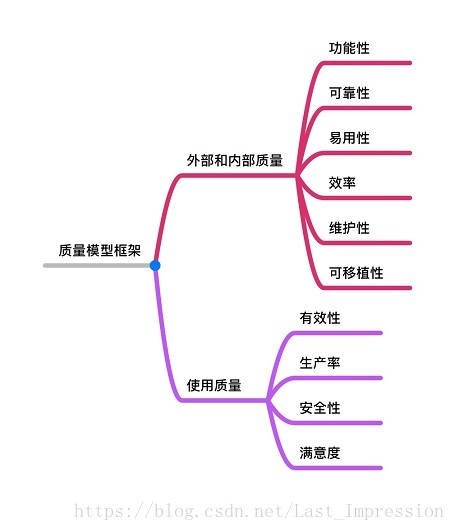 质量模型框架
外部和内部质量
功能性
可靠性
易用性
效率
维护性
可移植性
使用质量
有效性
生产率
安全性
满意度
https://blog.csdn.net/Last_Impression